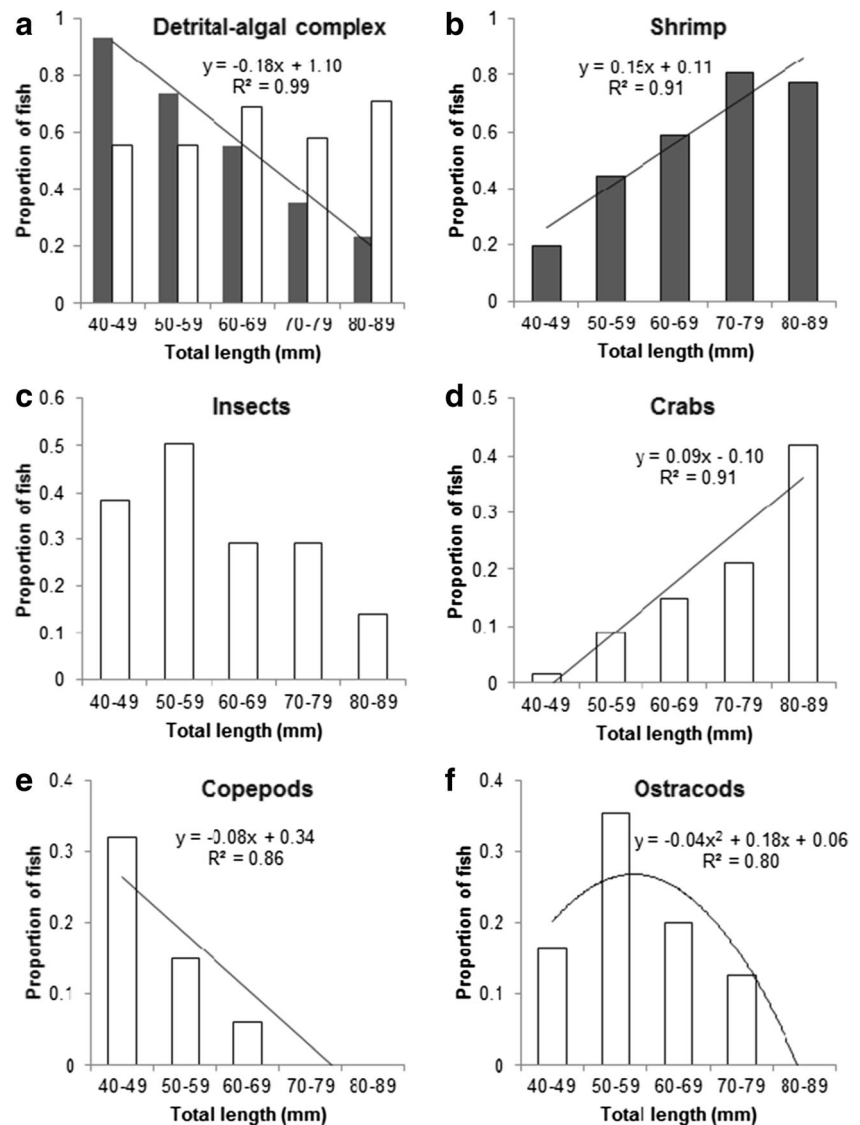 a
Detrital-algal complex
y = -0.18x + 1.10
R² = 0.99
Proportion of fish
1
0.8
0.6
0.4
0.2
0
40-49 50-59 60-69 70-79 80-89
Total length (mm)
b
Shrimp
y = 0.15x + 0.11
R² = 0.91
Proportion of fish
1
0.8
0.6
0.4
0.2
0
40-49 50-59 60-69 70-79 80-89
Total length (mm)
c
Insects
Proportion of fish
0.6
0.5
0.4
0.3
0.2
0.1
0
40-49 50-59 60-69 70-79 80-89
Total length (mm)
d
Crabs
y = 0.09x - 0.10
R² = 0.91
Proportion of fish
0.5
0.4
0.3
0.2
0.1
0
40-49 50-59 60-69 70-79 80-89
Total length (mm)
e
Copepods
y = -0.08x + 0.34
R² = 0.86
Proportion of fish
0.4
0.3
0.2
0.1
0
40-49 50-59 60-69 70-79 80-89
Total length (mm)
f
Ostracods
y = -0.04x² + 0.18x + 0.06
R² = 0.80
Proportion of fish
0.4
0.3
0.2
0.1
0
40-49 50-59 60-69 70-79 80-89
Total length (mm)